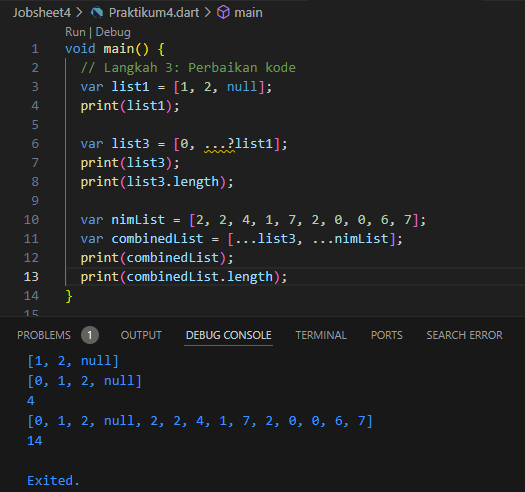 Jobsheet4 > Praktikum4.dart > main
Run | Debug
1 void main() {
2 // Langkah 3: Perbaikan kode
3 var list1 = [1, 2, null];
4 print(list1);
5
6 var list3 = [0, ...?list1];
7 print(list3);
8 print(list3.length);
9
10 var nimList = [2, 2, 4, 1, 7, 2, 0, 0, 6, 7];
11 var combinedList = [...list3, ...nimList];
12 print(combinedList);
13 print(combinedList.length);
14 }
15
PROBLEMS 1 OUTPUT DEBUG CONSOLE TERMINAL PORTS SEARCH ERROR
[1, 2, null]
[0, 1, 2, null]
4
[0, 1, 2, null, 2, 2, 4, 1, 7, 2, 0, 0, 6, 7]
14
Exited.